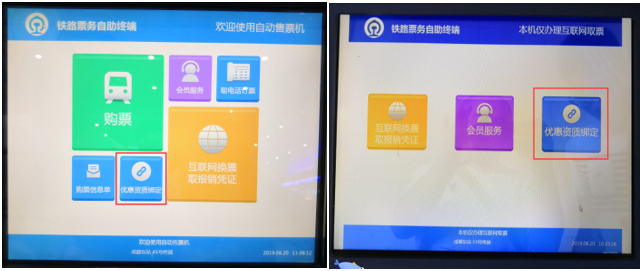 铁路票务自助终端
欢迎使用自动售票机
购票
会员服务
取电话订票
互联网换票
取报销凭证
购票信息单
优惠资质绑定
欢迎使用自动售票机
2019.06.20
铁路票务自助终端
本机仅办理互联网取票
互联网换票
取报销凭证
会员服务
优惠资质绑定
本机仅办理互联网取票
2019.06.20